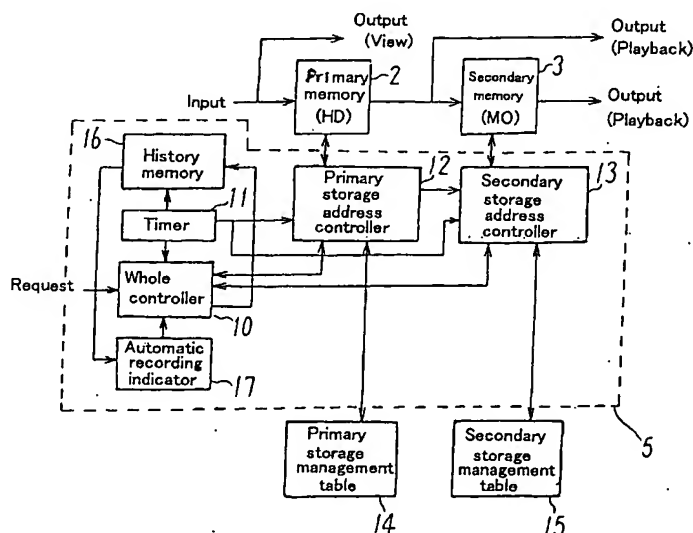 Output
(View)
Output
(Playback)
2
3
Primary
memory
(HD)
Secondary
memory
(MO)
Input
Output
(Playback)
16
History
memory
11
Timer
12
Primary
storage
address
controller
13
Secondary
storage
address
controller
Request
Whole
controller
10
Automatic
recording
indicator
17
5
Primary
storage
management
table
14
Secondary
storage
management
table
15